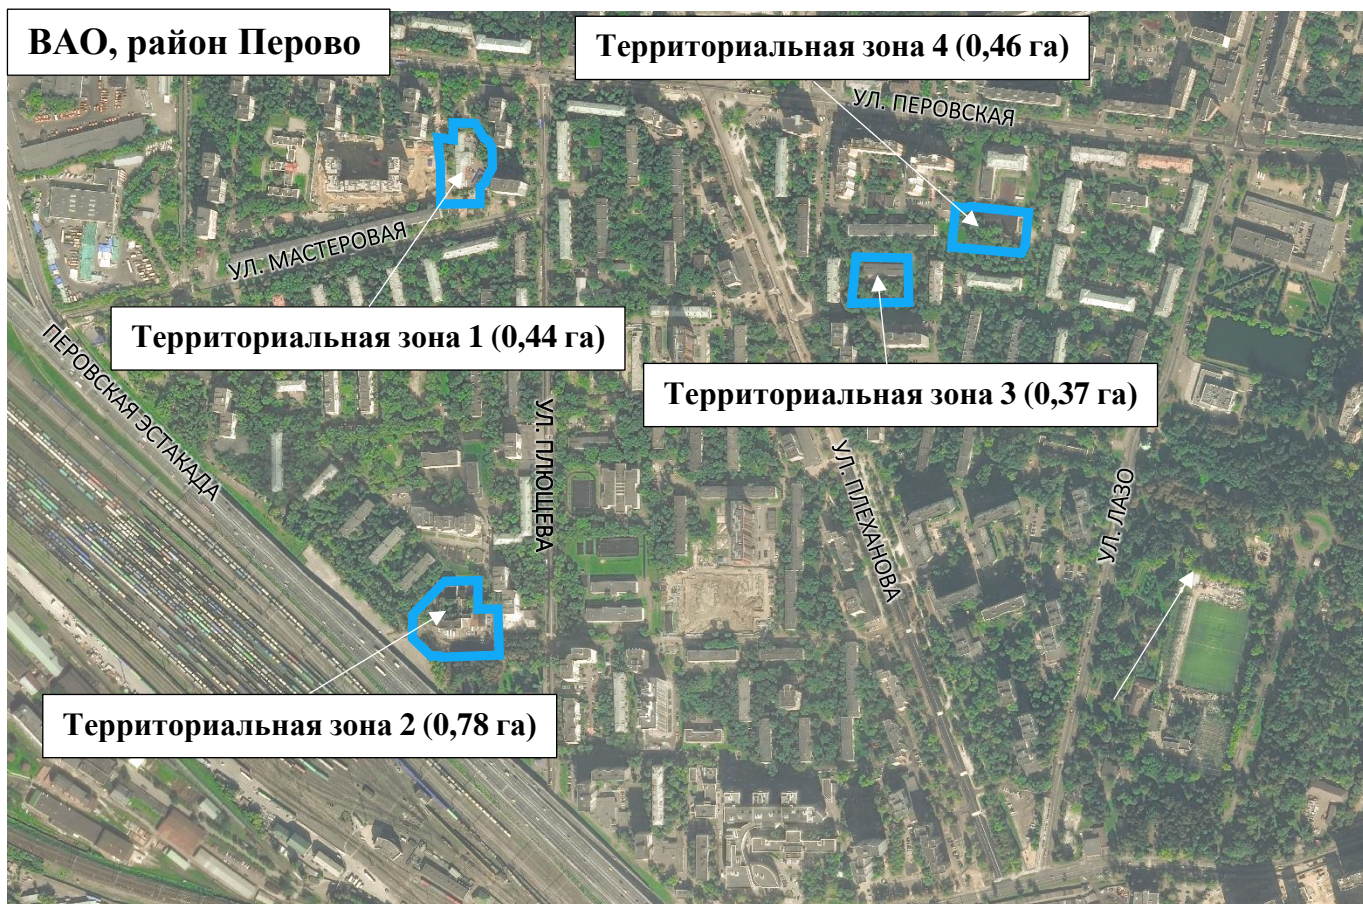 ВАО, район Перово
Территориальная зона 4 (0,46 га)
УЛ. ПЕРОВСКАЯ
УЛ. МАСТЕРОВАЯ
Территориальная зона 1 (0,44 га)
ПЕРОВСКАЯ ЭСТАКАДА
Территориальная зона 3 (0,37 га)
УЛ. ПЛЮЩЕВА
УЛ. ПЛЕХАНОВА
УЛ. ЛАЗО
Территориальная зона 2 (0,78 га)